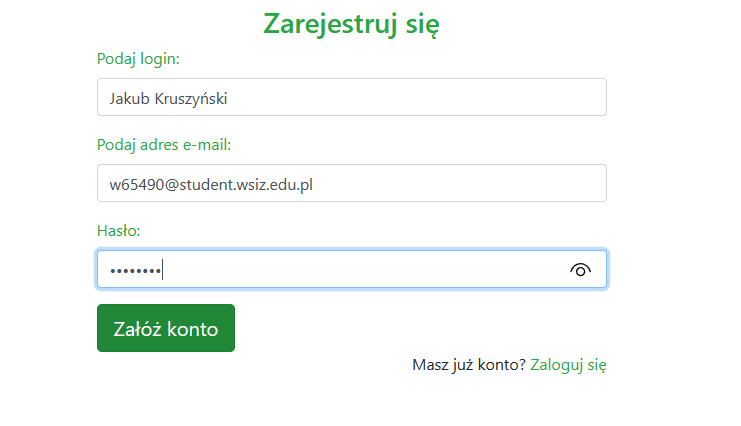 Zarejestruj się
Podaj login:
Jakub Kruszyński
Podaj adres e-mail:
w65490@student.wsiz.edu.pl
Hasło:
••••••••
Załóż konto
Masz już konto? Zaloguj się